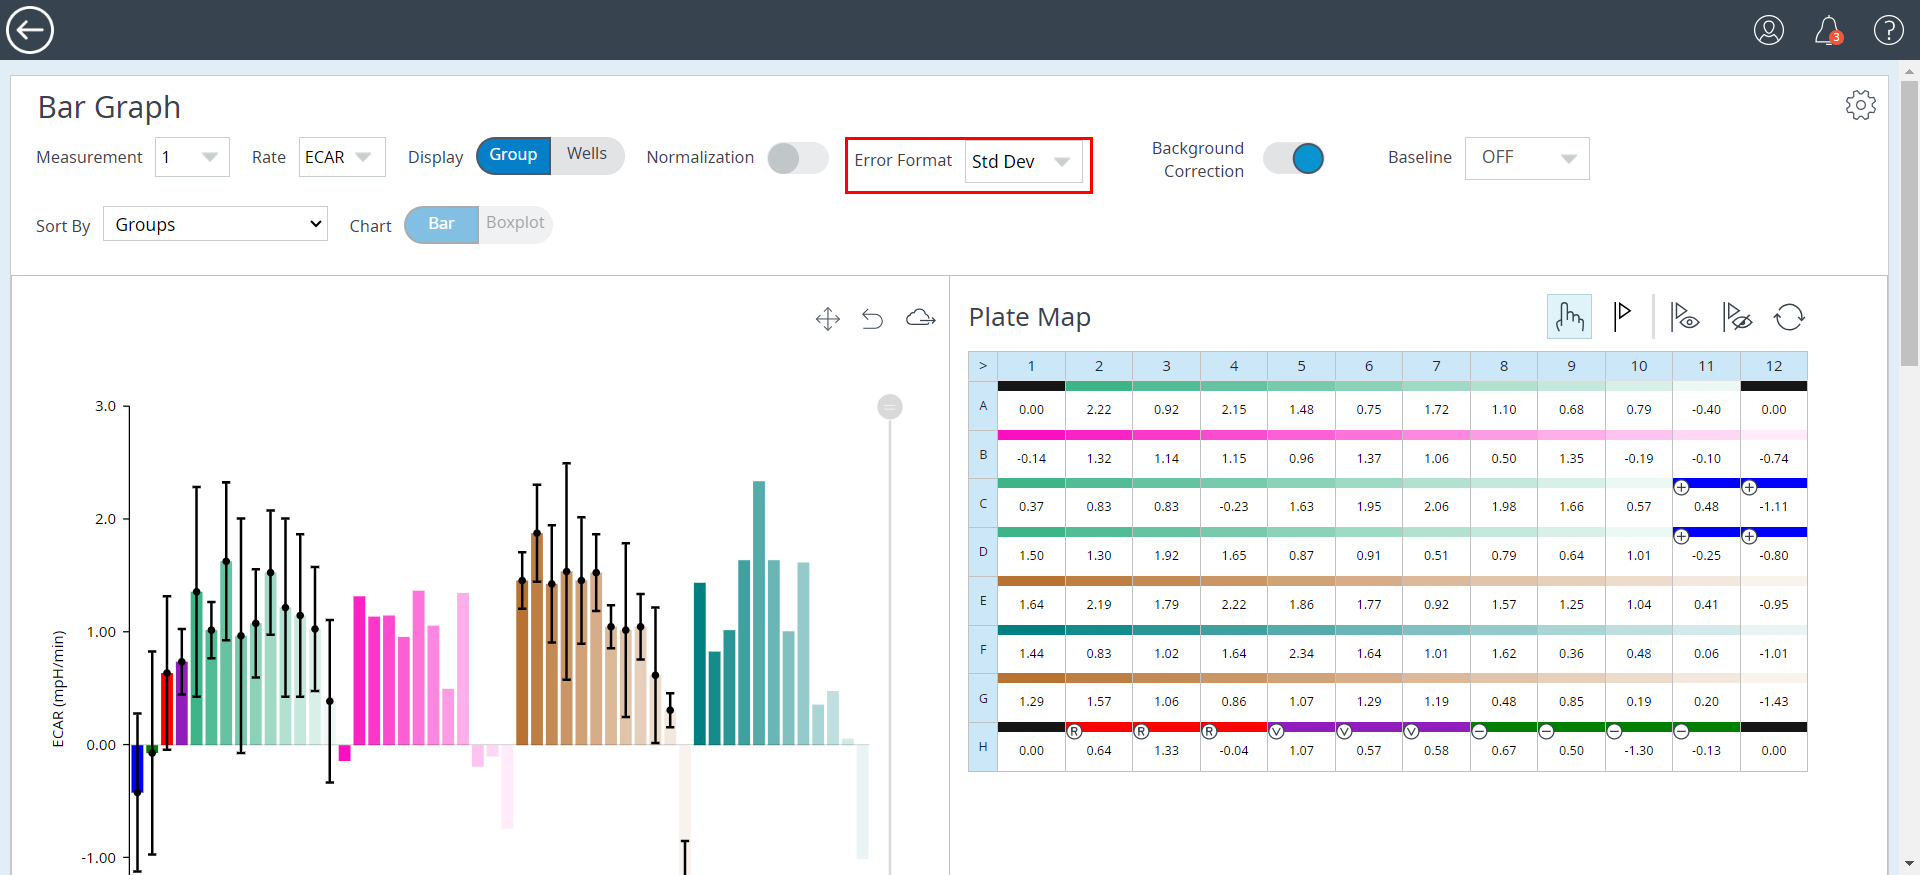 3
Bar Graph
Measurement 1 Rate ECAR Display Group Wells Normalization Error Format Std Dev Background Correction Baseline OFF
Sort By Groups Chart Bar Boxplot
3.0
2.0
1.00
0.00
-1.00
ECAR (mpH/min)
Plate Map
> 1 2 3 4 5 6 7 8 9 10 11 12
A 0.00 2.22 0.92 2.15 1.48 0.75 1.72 1.10 0.68 0.79 -0.40 0.00
B -0.14 1.32 1.14 1.15 0.96 1.37 1.06 0.50 1.35 -0.19 -0.10 -0.74
C 0.37 0.83 0.83 -0.23 1.63 1.95 2.06 1.98 1.66 0.57 0.48 -1.11
D 1.50 1.30 1.92 1.65 0.87 0.91 0.51 0.79 0.64 1.01 -0.25 -0.80
E 1.64 2.19 1.79 2.22 1.86 1.77 0.92 1.57 1.25 1.04 0.41 -0.95
F 1.44 0.83 1.02 1.64 2.34 1.64 1.01 1.62 0.36 0.48 0.06 -1.01
G 1.29 1.57 1.06 0.86 1.07 1.29 1.19 0.48 0.85 0.19 0.20 -1.43
R R R V V V
H 0.00 0.64 1.33 -0.04 1.07 0.57 0.58 0.67 0.50 -1.30 -0.13 0.00